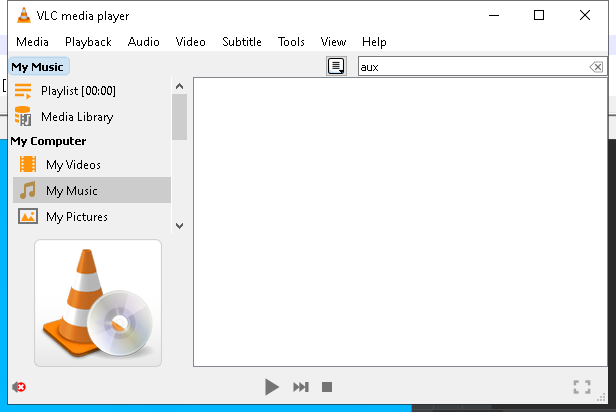 VLC media player
Media Playback Audio Video Subtitle Tools View Help
My Music
aux
Playlist [00:00]
Media Library
My Computer
My Videos
My Music
My Pictures